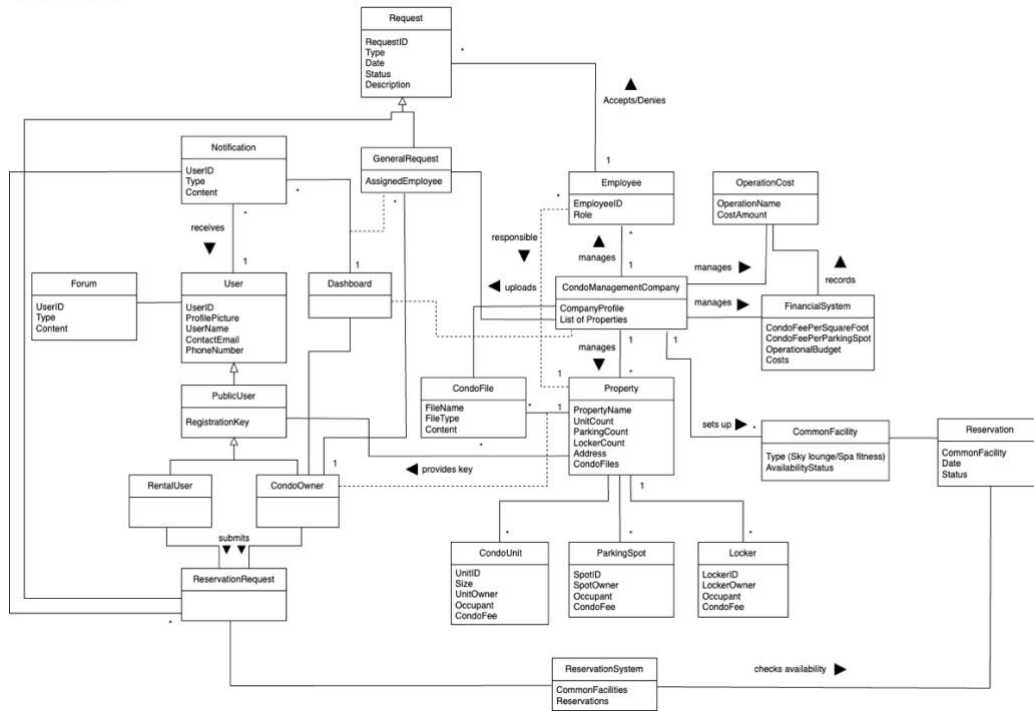 Request
RequestID
Type
Date
Status
Description
*
Accepts/Denies
1
Notification
UserID
Type
Content
*
*
receives
1
GeneralRequest
AssignedEmployee
*
Employee
EmployeeID
Role
*
*
OperationCost
OperationName
CostAmount
responsible
manages
1
uploads
manages
records
Forum
UserID
Type
Content
User
UserID
ProfilePicture
UserName
ContactEmail
PhoneNumber
1
Dashboard
CondoManagementCompany
CompanyProfile
List of Properties
manages
FinancialSystem
CondoFeePerSquareFoot
CondoFeePerParkingSpot
OperationalBudget
Costs
1
1
1
manages
1
*
PublicUser
RegistrationKey
CondoFile
FileName
FileType
Content
*
1
*
Property
PropertyName
UnitCount
ParkingCount
LockerCount
Address
CondoFiles
sets up
*
CommonFacility
Type (Sky lounge/Spa fitness)
AvailabilityStatus
Reservation
CommonFacility
Date
Status
provides key
1
1
RentalUser
CondoOwner
submits
*
*
*
CondoUnit
UnitID
Size
UnitOwner
Occupant
CondoFee
ParkingSpot
SpotID
SpotOwner
Occupant
CondoFee
Locker
LockerID
LockerOwner
Occupant
CondoFee
ReservationRequest
*
ReservationSystem
CommonFacilities
Reservations
checks availability